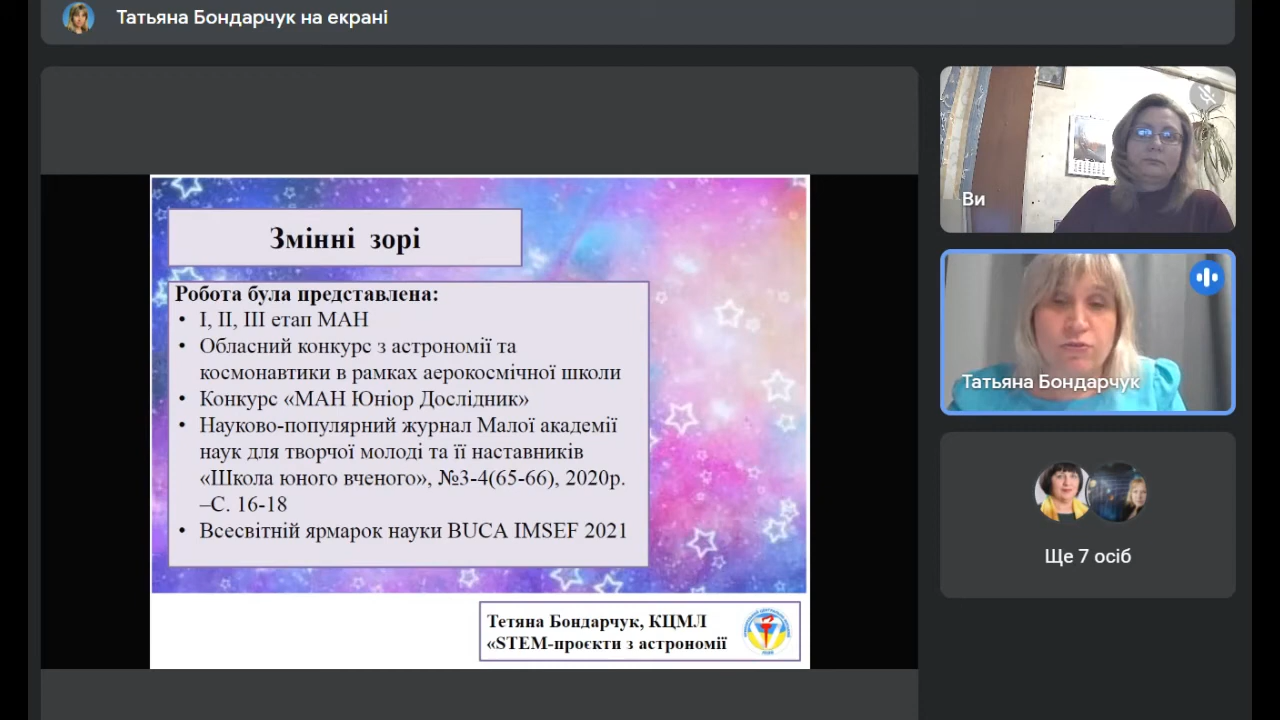 Татьяна Бондарчук на екрані
Змінні зорі
Робота була представлена:
• І, ІІ, ІІІ етап МАН
• Обласний конкурс з астрономії та
космонавтики в рамках аерокосмічної школи
• Конкурс «МАН Юніор Дослідник»
• Науково-популярний журнал Малої академії
наук для творчої молоді та її наставників
«Школа юного вченого», №3-4(65-66), 2020р.
–С. 16-18
• Всесвітній ярмарок науки BUCA IMSEF 2021
Тетяна Бондарчук, КЦМЛ
«STEM-проєкти з астрономії
Ви
Татьяна Бондарчук
Ще 7 осіб